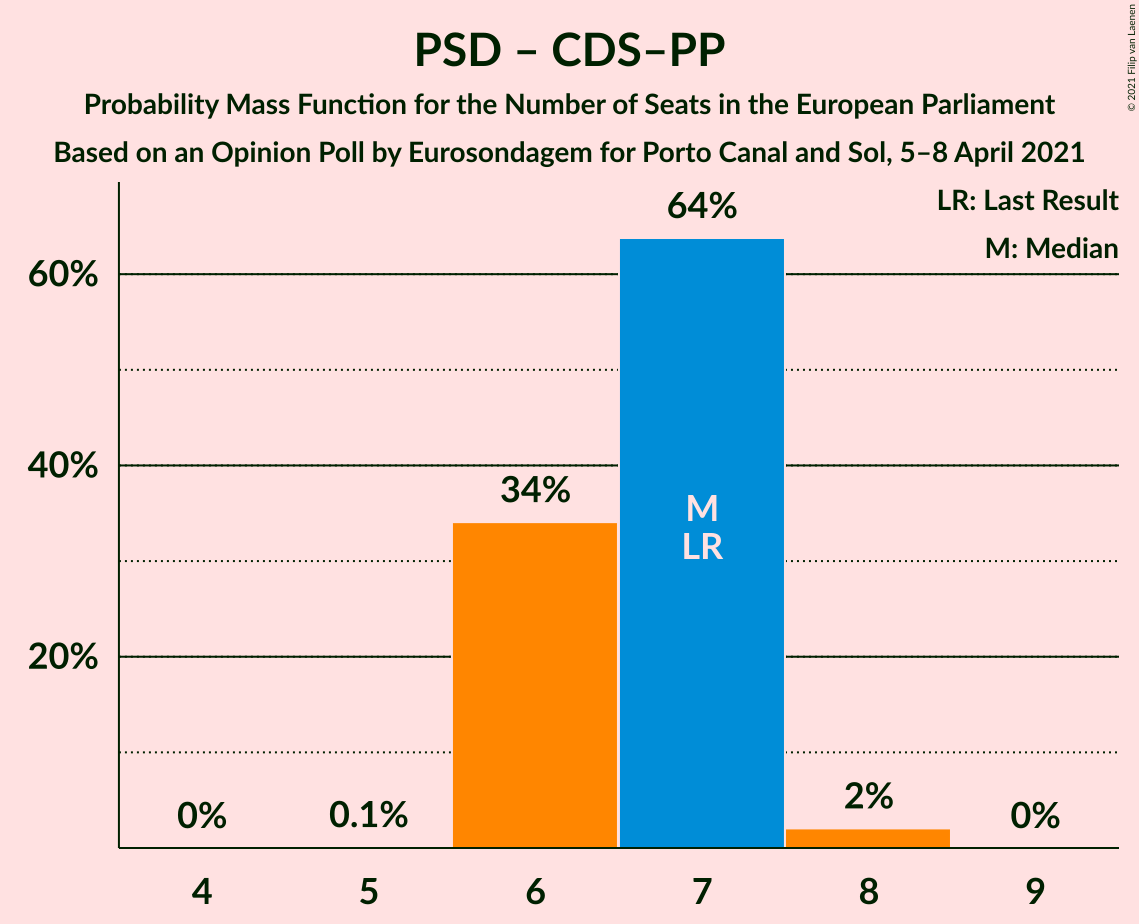 PSD – CDS–PP
Probability Mass Function for the Number of Seats in the European Parliament
Based on an Opinion Poll by Eurosondagem for Porto Canal and Sol, 5–8 April 2021
© 2021 Filip van Laenen
LR: Last Result
M: Median
64%
60%
40%
34%
M
LR
20%
0%
0.1%
2%
0%
4
5
6
7
8
9